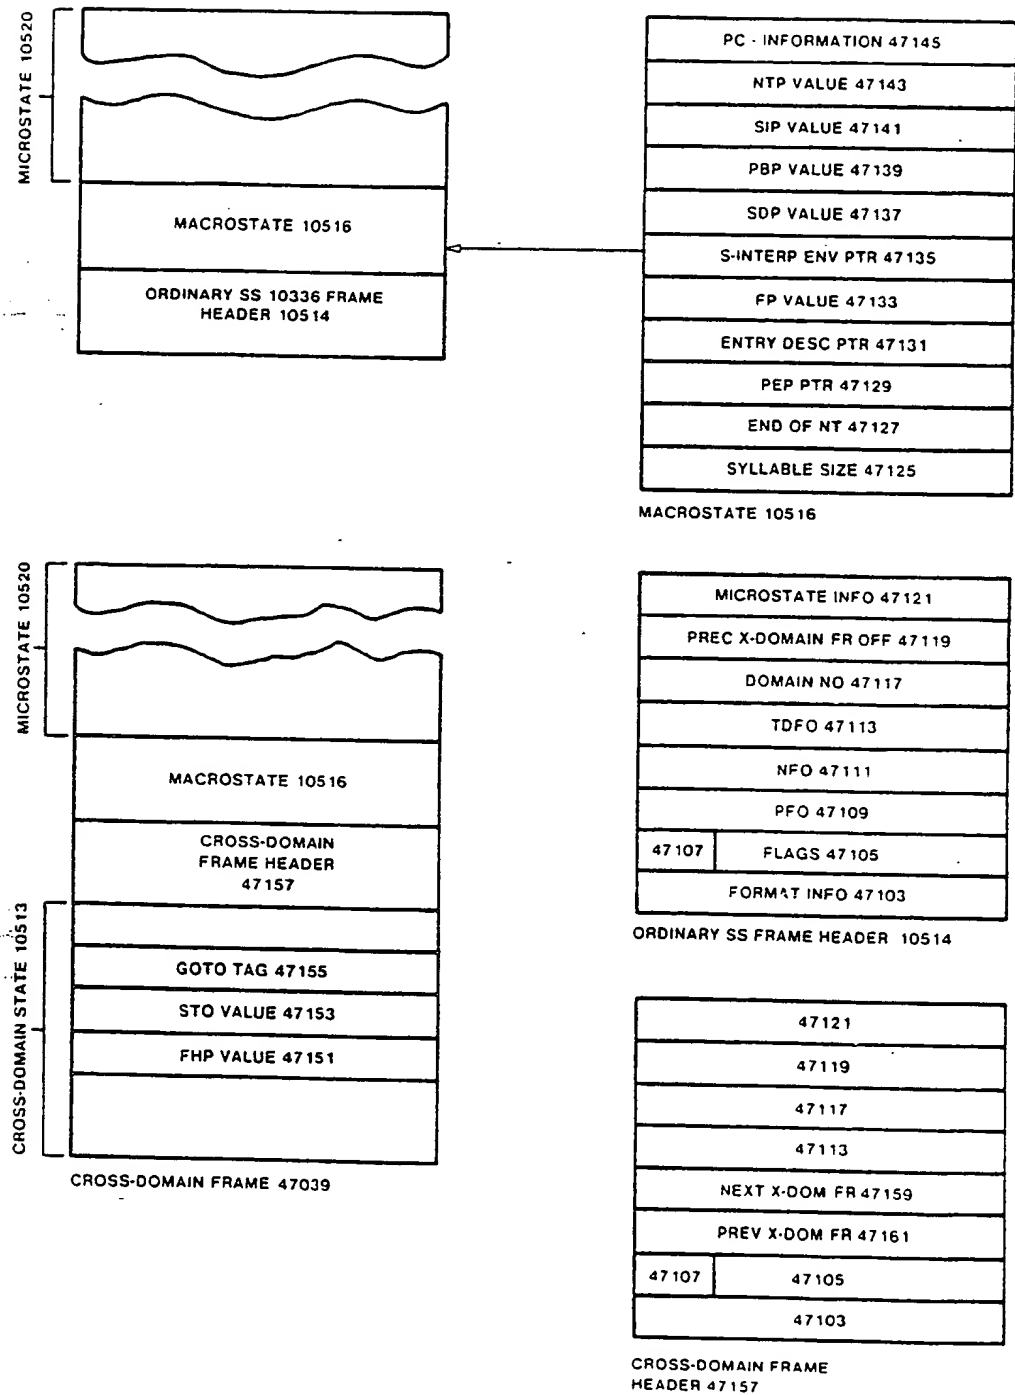 MICROSTATE 10520
MACROSTATE 10516
ORDINARY SS 10336 FRAME
HEADER 10514
PC - INFORMATION 47145
NTP VALUE 47143
SIP VALUE 47141
PBP VALUE 47139
SDP VALUE 47137
S-INTERP ENV PTR 47135
FP VALUE 47133
ENTRY DESC PTR 47131
PEP PTR 47129
END OF NT 47127
SYLLABLE SIZE 47125
MACROSTATE 10516
MICROSTATE 10520
MACROSTATE 10516
CROSS-DOMAIN
FRAME HEADER
47157
CROSS-DOMAIN STATE 10513
GOTO TAG 47155
STO VALUE 47153
FHP VALUE 47151
CROSS-DOMAIN FRAME 47039
MICROSTATE INFO 47121
PREC X-DOMAIN FR OFF 47119
DOMAIN NO 47117
TDFO 47113
NFO 47111
PFO 47109
47107 FLAGS 47105
FORMAT INFO 47103
ORDINARY SS FRAME HEADER 10514
47121
47119
47117
47113
NEXT X-DOM FR 47159
PREV X-DOM FR 47161
47107 47105
47103
CROSS-DOMAIN FRAME
HEADER 47157